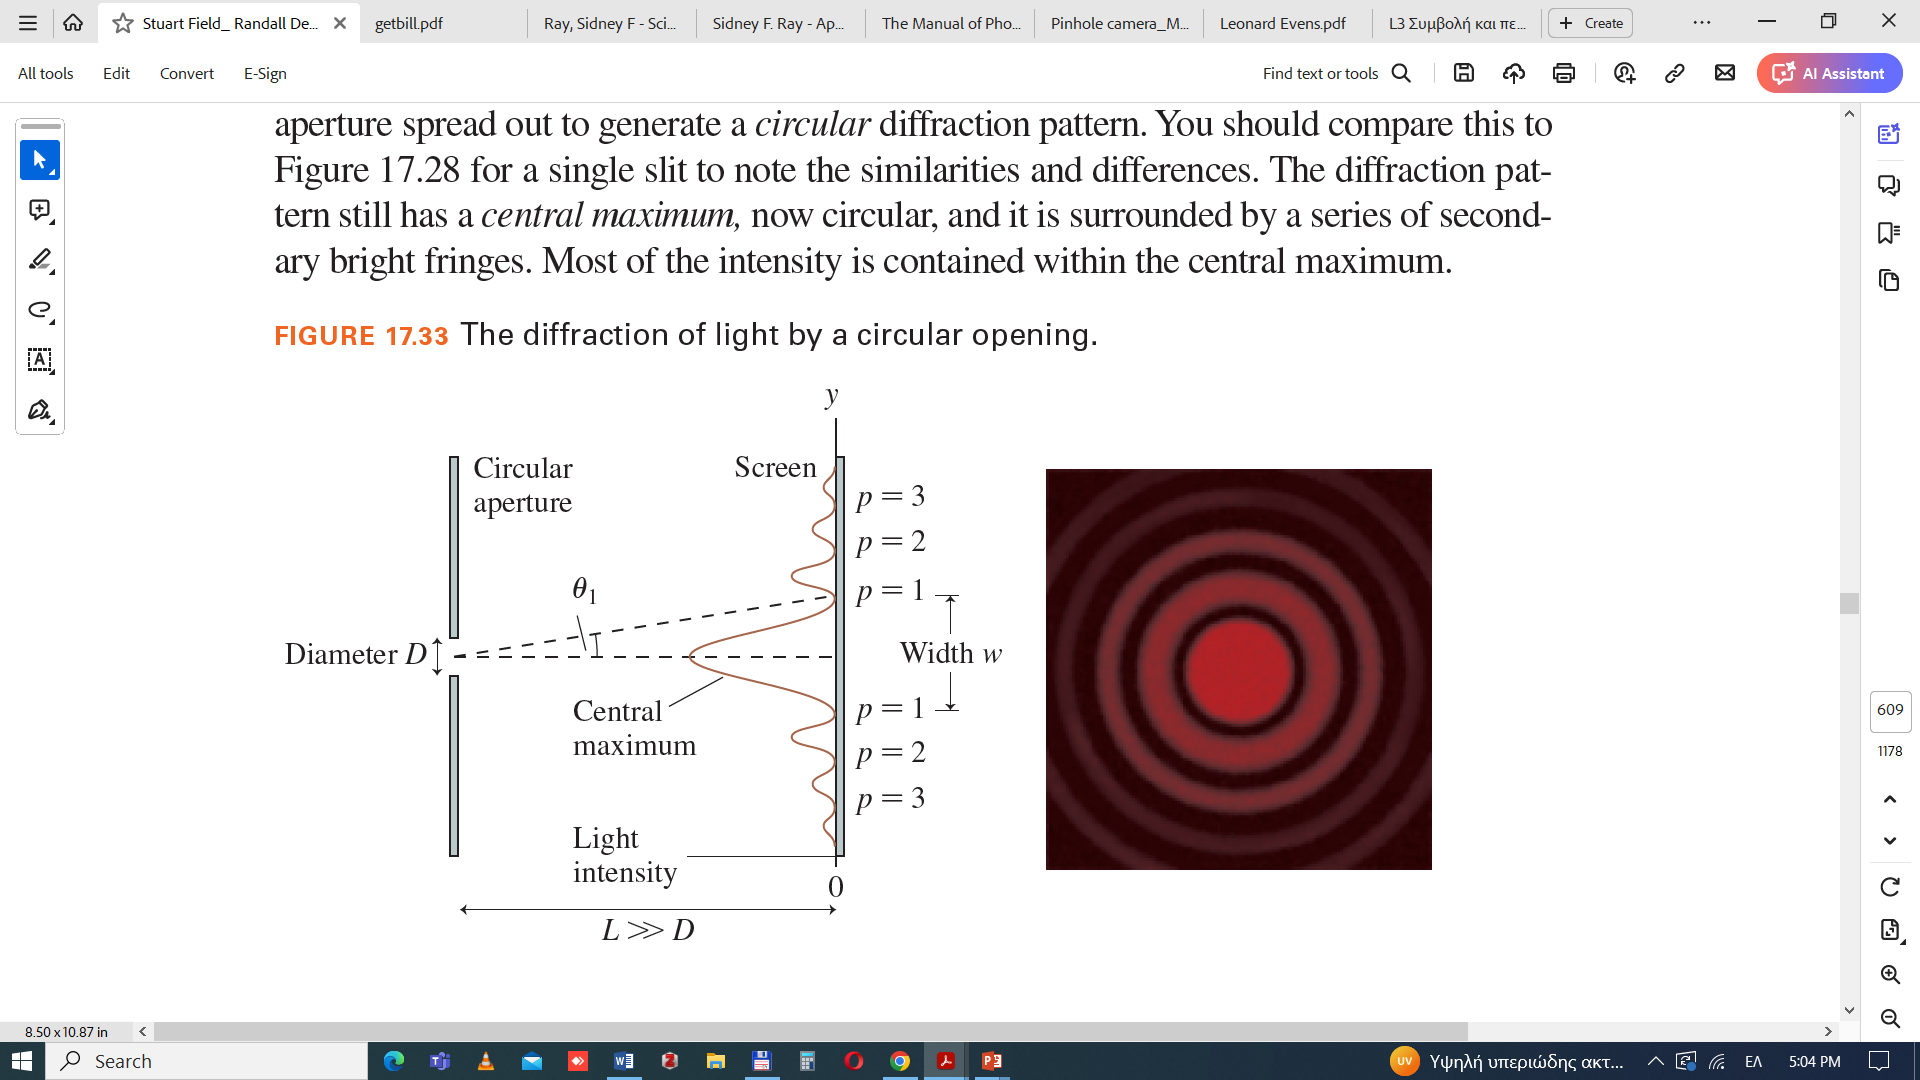 Stuart Field_ Randall De...
getbill.pdf
Ray, Sidney F - Sci...
Sidney F. Ray - Ap...
The Manual of Pho...
Pinhole camera_M...
Leonard Evens.pdf
L3 Συμβολή και πε...
Create
All tools
Edit
Convert
E-Sign
Find text or tools
AI Assistant
aperture spread out to generate a circular diffraction pattern. You should compare this to
Figure 17.28 for a single slit to note the similarities and differences. The diffraction pat-
tern still has a central maximum, now circular, and it is surrounded by a series of second-
ary bright fringes. Most of the intensity is contained within the central maximum.
FIGURE 17.33 The diffraction of light by a circular opening.
y
Circular
aperture
Screen
p = 3
p = 2
θ1
p = 1
Diameter D
Width w
Central
maximum
p = 1
p = 2
p = 3
Light
intensity
0
L ≫ D
609
1178
8.50 x 10.87 in
Search
UV
Υψηλή υπεριώδης ακτ...
ΕΛ
5:04 PM